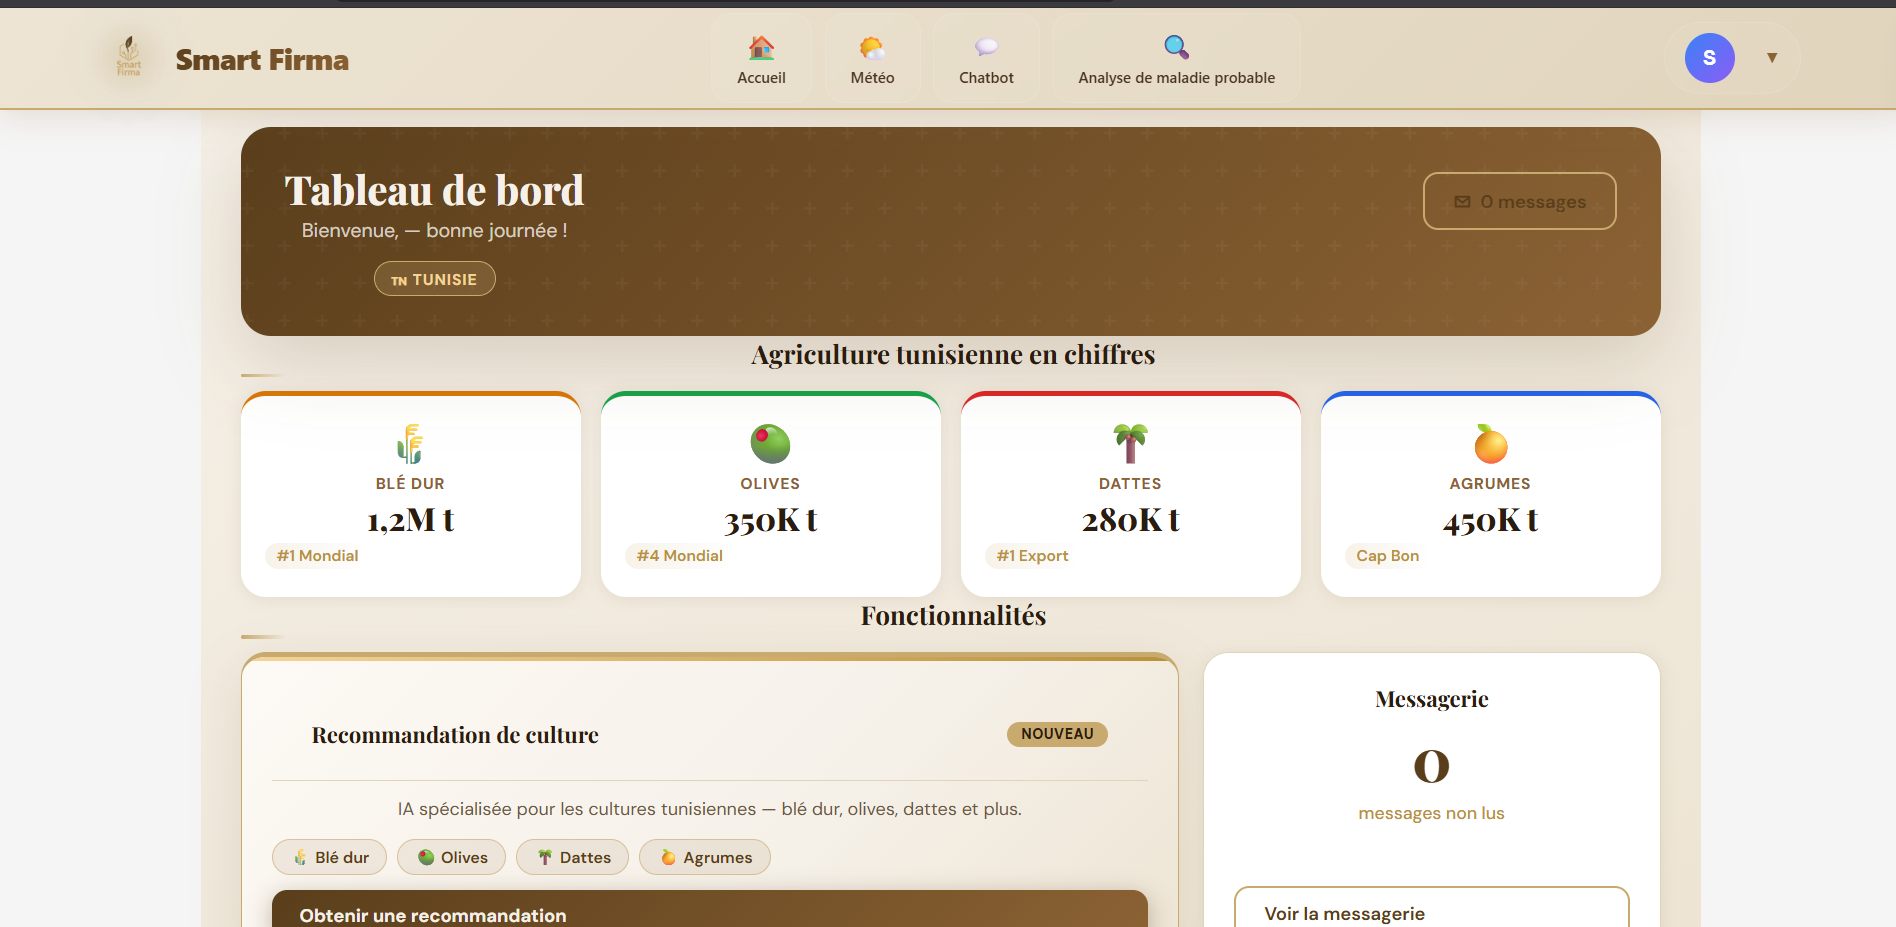 Smart
Firma
Smart Firma
Accueil
Météo
Chatbot
Analyse de maladie probable
S
▼
Tableau de bord
Bienvenue, — bonne journée !
TN TUNISIE
0 messages
Agriculture tunisienne en chiffres
BLÉ DUR
1,2M t
#1 Mondial
OLIVES
350K t
#4 Mondial
DATTES
280K t
#1 Export
AGRUMES
450K t
Cap Bon
Fonctionnalités
Recommandation de culture
NOUVEAU
IA spécialisée pour les cultures tunisiennes — blé dur, olives, dattes et plus.
Blé dur
Olives
Dattes
Agrumes
Obtenir une recommandation
Messagerie
0
messages non lus
Voir la messagerie